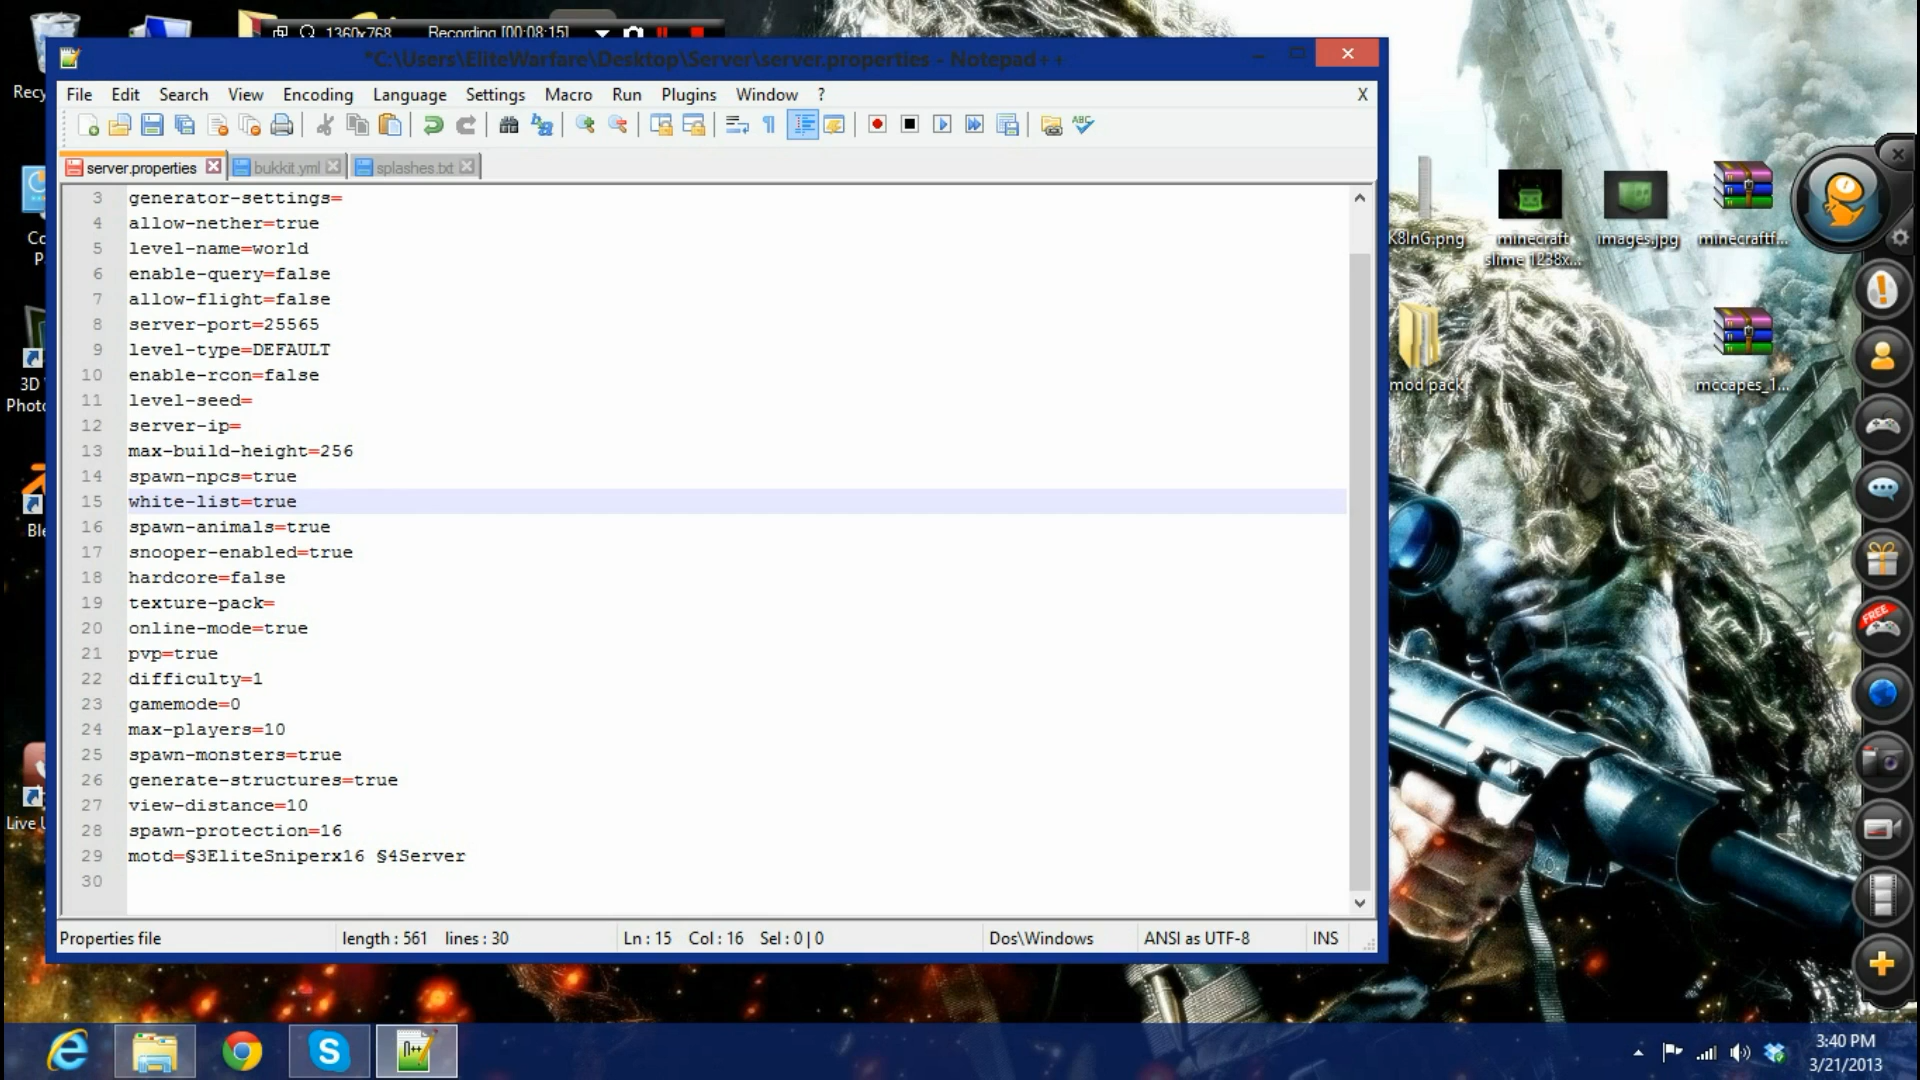 1360x768
Recording [00:08:15]
*C:\Users\EliteWarfare\Desktop\Server\server.properties - Notepad++
File Edit Search View Encoding Language Settings Macro Run Plugins Window ? X
server.properties bukkit.yml splashes.txt
3 generator-settings=
4 allow-nether=true
5 level-name=world
6 enable-query=false
7 allow-flight=false
8 server-port=25565
9 level-type=DEFAULT
10 enable-rcon=false
11 level-seed=
12 server-ip=
13 max-build-height=256
14 spawn-npcs=true
15 white-list=true
16 spawn-animals=true
17 snooper-enabled=true
18 hardcore=false
19 texture-pack=
20 online-mode=true
21 pvp=true
22 difficulty=1
23 gamemode=0
24 max-players=10
25 spawn-monsters=true
26 generate-structures=true
27 view-distance=10
28 spawn-protection=16
29 motd=§3EliteSniperx16 §4Server
30
Properties file length : 561 lines : 30 Ln : 15 Col : 16 Sel : 0 | 0 Dos\Windows ANSI as UTF-8 INS
Recy
Co
P.
3D
Photo
Ble
Live U
K8lnG.png
minecraft
slime 1238x...
images.jpg
minecraftf...
mod pack
mccapes_1...
FREE
3:40 PM
3/21/2013